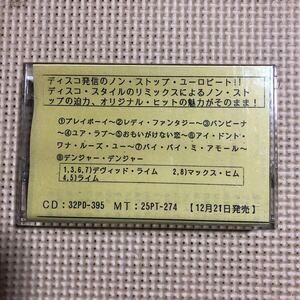 ディスコ発信のノン・ストップ・ユーロビート!!
ディスコ・スタイルのリミックスによるノン・スト
ップの迫力、オリジナル・ヒットの魅力がそのまま!
①プレイボーイ〜②レディ・ファンタジー〜③バンビーナ
〜④ユア・ラブ〜⑤おもいがけない恋〜⑥アイ・ドント・
ワナ・ルーズ・ユー〜⑦バイ・バイ・ミ・アモール〜
⑧デンジャー・デンジャー
1,3,6,7)デヴィッド・ライム 2,8)マックス・ヒム
4,5)ライム
CD:32PD-395 MT:25PT-274 【12月21日発売】